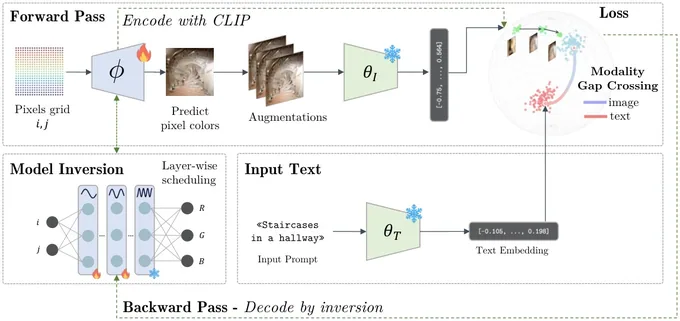 Forward Pass
Encode with CLIP
Loss
ϕ
θ_I
[-0.75, ..., 0.564]
Pixels grid
i, j
Predict
pixel colors
Augmentations
Modality
Gap Crossing
image
text
Model Inversion
Layer-wise
scheduling
i
j
...
...
R
G
B
Input Text
«Staircases
in a hallway»
Input Prompt
θ_T
[-0.105, ..., 0.198]
Text Embedding
Backward Pass - Decode by inversion